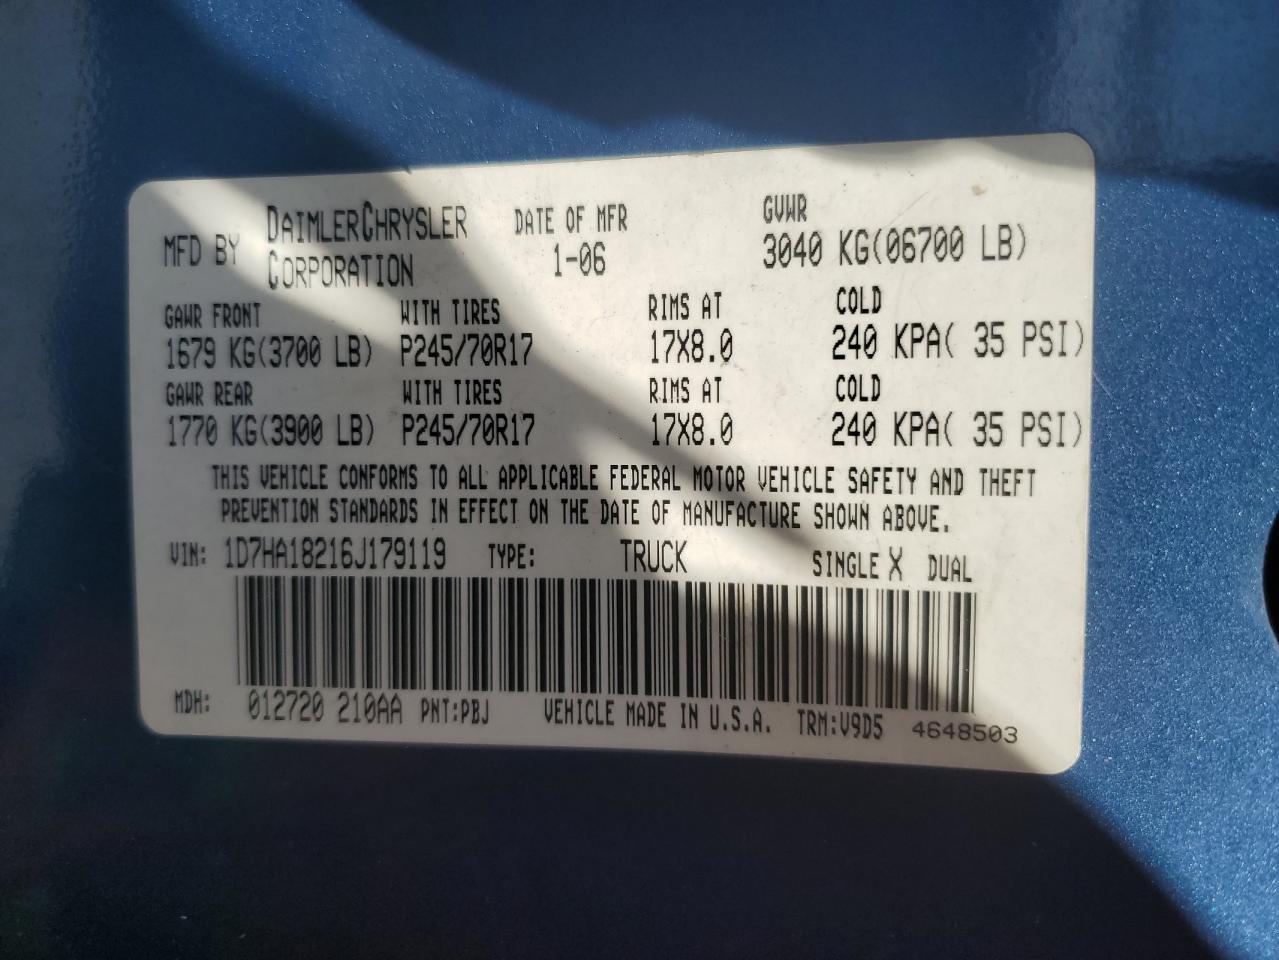 MFD BY DAIMLERCHRYSLER CORPORATION DATE OF MFR 1-06 GVWR 3040 KG(06700 LB)
GAWR FRONT WITH TIRES RIMS AT COLD
1679 KG(3700 LB) P245/70R17 17X8.0 240 KPA( 35 PSI)
GAWR REAR WITH TIRES RIMS AT COLD
1770 KG(3900 LB) P245/70R17 17X8.0 240 KPA( 35 PSI)
THIS VEHICLE CONFORMS TO ALL APPLICABLE FEDERAL MOTOR VEHICLE SAFETY AND THEFT
PREVENTION STANDARDS IN EFFECT ON THE DATE OF MANUFACTURE SHOWN ABOVE.
VIN: 1D7HA18216J179119 TYPE: TRUCK SINGLE X DUAL
MDH: 012720 210AA PNT:PBJ VEHICLE MADE IN U.S.A. TRM:V9D5 4648503